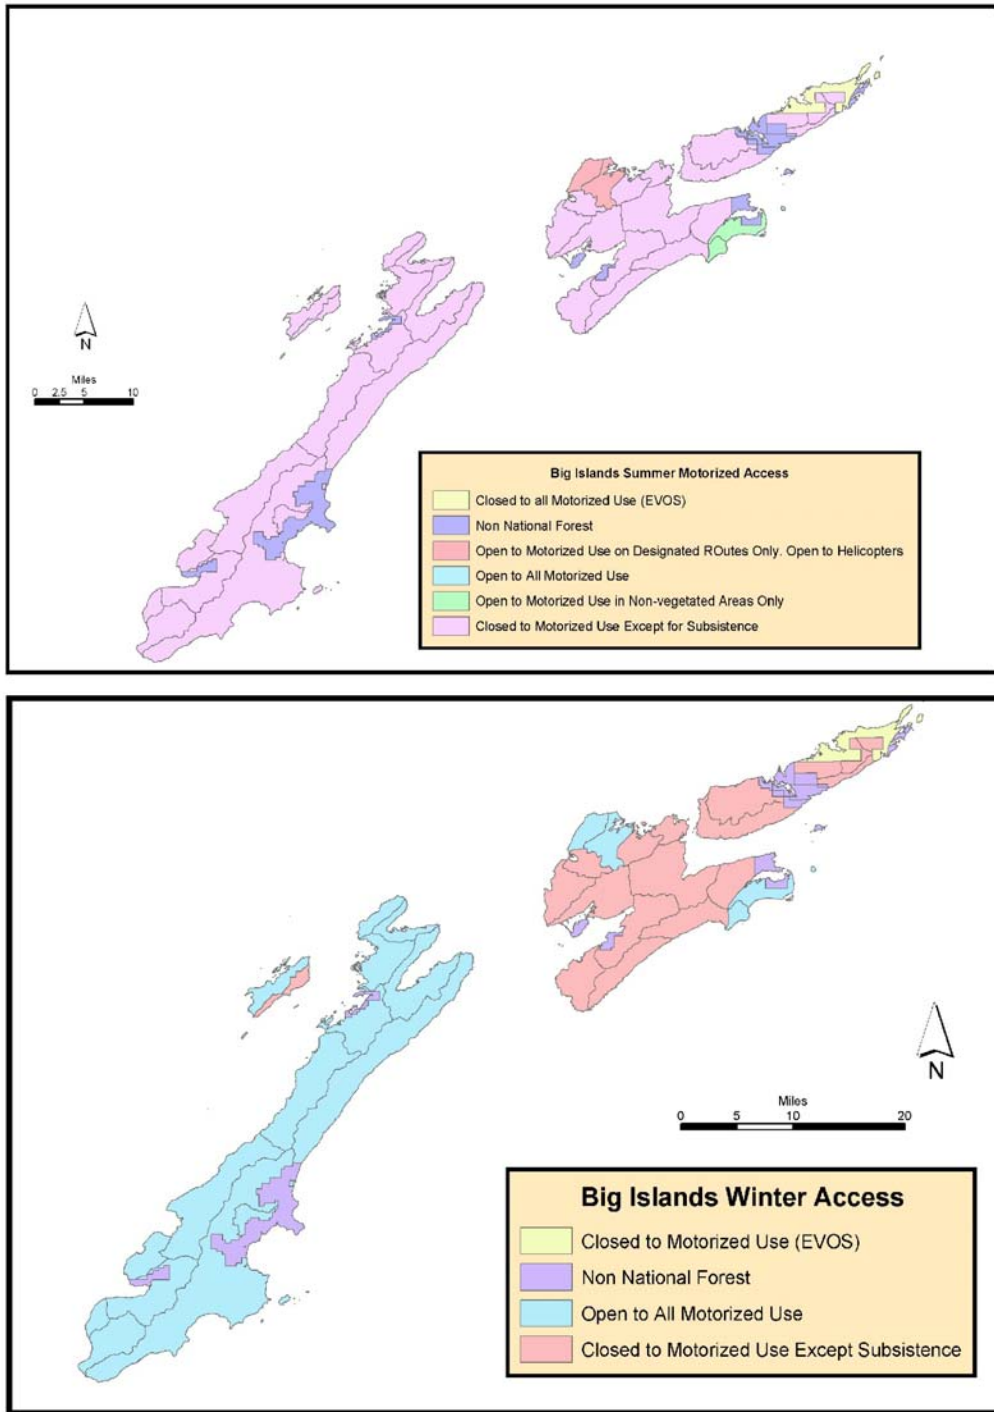 N
Miles
0 2.5 5 10
Big Islands Summer Motorized Access
Closed to all Motorized Use (EVOS)
Non National Forest
Open to Motorized Use on Designated ROutes Only. Open to Helicopters
Open to All Motorized Use
Open to Motorized Use in Non-vegetated Areas Only
Closed to Motorized Use Except for Subsistence
N
Miles
0 5 10 20
Big Islands Winter Access
Closed to Motorized Use (EVOS)
Non National Forest
Open to All Motorized Use
Closed to Motorized Use Except Subsistence